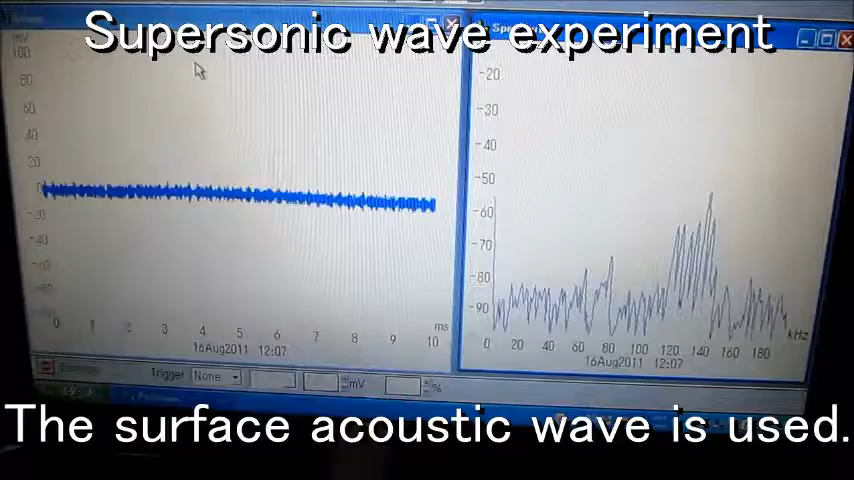 Supersonic wave experiment
mV
100
80
60
40
20
0
-20
-40
0 1 2 3 4 5 6 7 8 9 10
ms
16Aug2011 12:07
-20
-30
-40
-50
-60
-70
-80
-90
0 20 40 60 80 100 120 140 160 180
kHz
16Aug2011 12:07
Trigger None mV %
The surface acoustic wave is used.